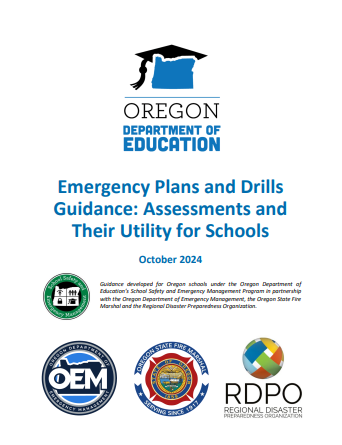 OREGON
DEPARTMENT OF
EDUCATION
Emergency Plans and Drills
Guidance: Assessments and
Their Utility for Schools
October 2024
School Safety
Emergency Management
Guidance developed for Oregon schools under the Oregon Department of
Education's School Safety and Emergency Management Program in partnership
with the Oregon Department of Emergency Management, the Oregon State Fire
Marshal and the Regional Disaster Preparedness Organization.
OREGON DEPARTMENT OF
OEM
EMERGENCY MANAGEMENT
OREGON STATE FIRE MARSHAL
SERVING SINCE 1917
RDPO
REGIONAL DISASTER
PREPAREDNESS ORGANIZATION